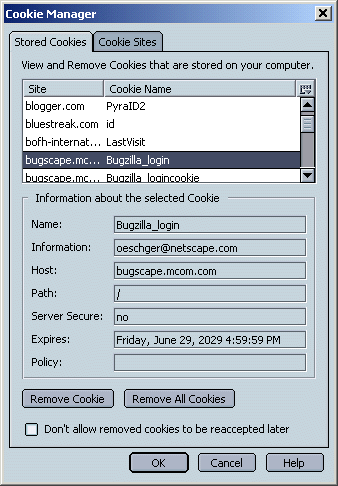 Cookie Manager
Stored Cookies Cookie Sites
View and Remove Cookies that are stored on your computer.
Site Cookie Name
blogger.com PyraID2
bluestreak.com id
bofh-internat... LastVisit
bugscape.mc... Bugzilla_login
bugscape.mc... Bugzilla_logincookie
Information about the selected Cookie
Name: Bugzilla_login
Information: oeschger@netscape.com
Host: bugscape.mcom.com
Path: /
Server Secure: no
Expires: Friday, June 29, 2029 4:59:59 PM
Policy:
Remove Cookie Remove All Cookies
Don't allow removed cookies to be reaccepted later
OK Cancel Help